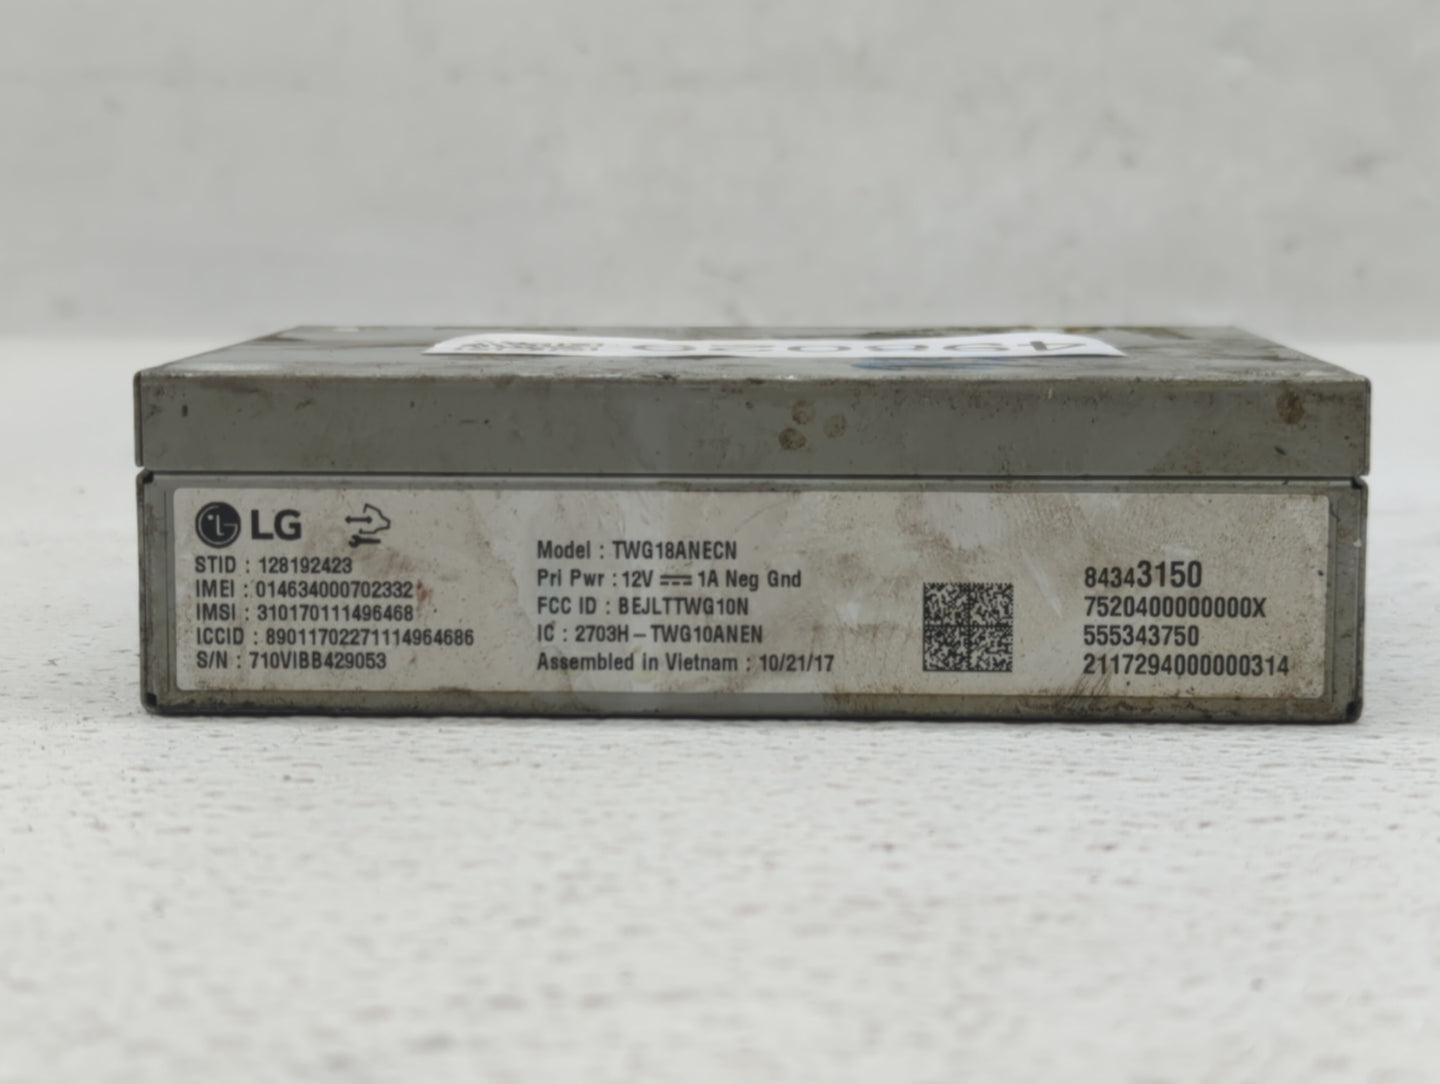 LG
STID : 128192423
IMEI : 014634000702332
IMSI : 310170111496468
ICCID : 89011702271114964686
S/N : 710VIBB429053
Model : TWG18ANECN
Pri Pwr : 12V ⎓ 1A Neg Gnd
FCC ID : BEJLTTWG10N
IC : 2703H-TWG10ANEN
Assembled in Vietnam : 10/21/17
84343150
7520400000000X
555343750
2117294000000314